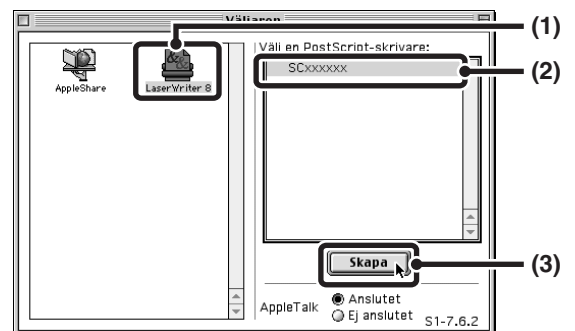 Väljaren
(1)
Välj en PostScript-skrivare:
SCxxxxxx
(2)
AppleShare
LaserWriter 8
Skapa
(3)
AppleTalk
Anslutet
Ej anslutet
S1-7.6.2